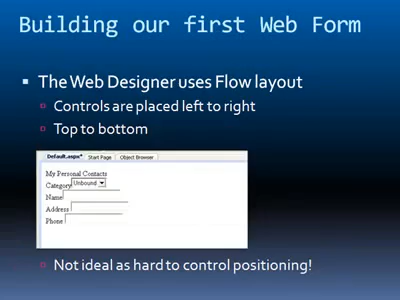 Building our first Web Form
The Web Designer uses Flow layout
Controls are placed left to right
Top to bottom
Default.aspx* Start Page Object Browser
My Personal Contacts
Category Unbound
Name
Address
Phone
Not ideal as hard to control positioning!